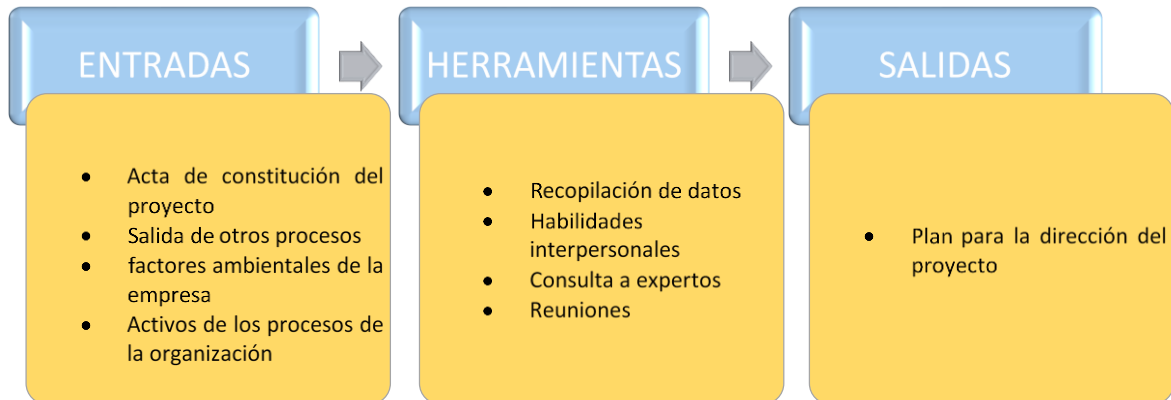 ENTRADAS
• Acta de constitución del
proyecto
• Salida de otros procesos
• factores ambientales de la
empresa
• Activos de los procesos de
la organización
HERRAMIENTAS
• Recopilación de datos
• Habilidades
interpersonales
• Consulta a expertos
• Reuniones
SALIDAS
• Plan para la dirección del
proyecto